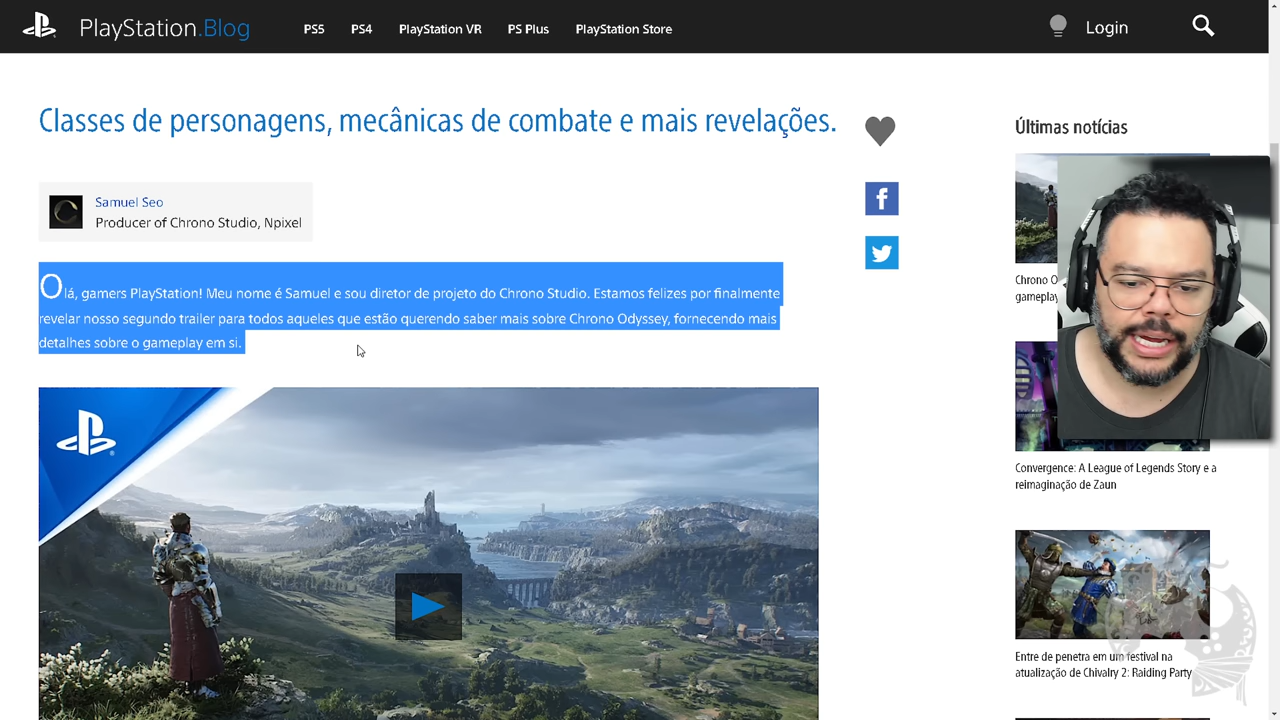 PlayStation.Blog
PS5
PS4
PlayStation VR
PS Plus
PlayStation Store
Login
Classes de personagens, mecânicas de combate e mais revelações.
Samuel Seo
Producer of Chrono Studio, Npixel
Olá, gamers PlayStation! Meu nome é Samuel e sou diretor de projeto do Chrono Studio. Estamos felizes por finalmente
revelar nosso segundo trailer para todos aqueles que estão querendo saber mais sobre Chrono Odyssey, fornecendo mais
detalhes sobre o gameplay em si.
Últimas notícias
Chrono O
gameplay
Convergence: A League of Legends Story e a
reimaginação de Zaun
Entre de penetra em um festival na
atualização de Chivalry 2: Raiding Party